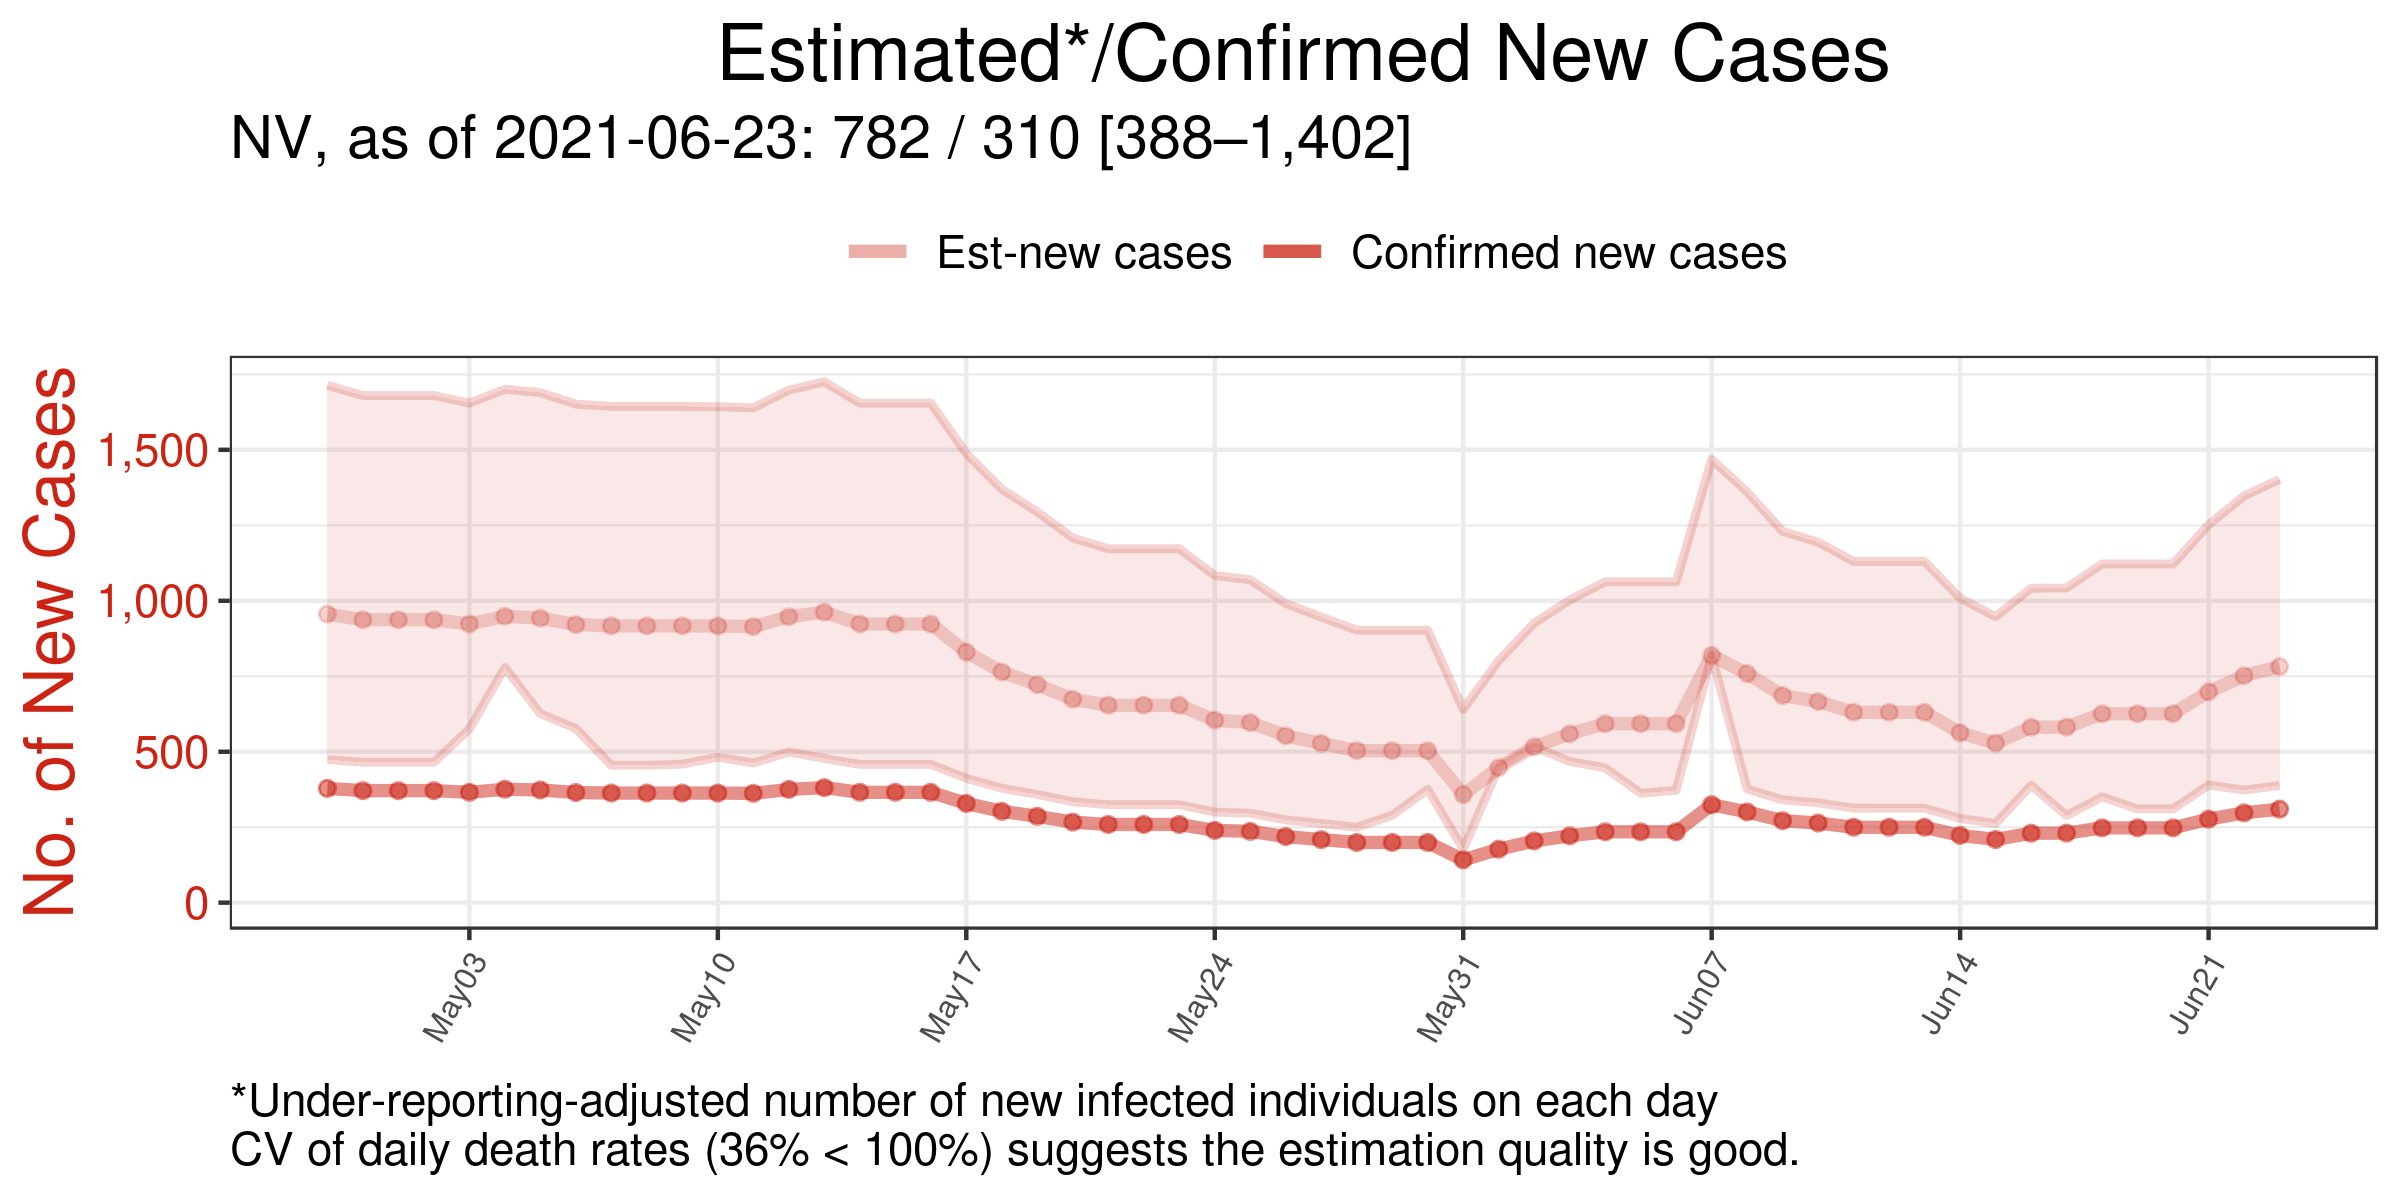 Estimated*/Confirmed New Cases
NV, as of 2021-06-23: 782 / 310 [388–1,402]
Est-new cases
Confirmed new cases
No. of New Cases
1,500
1,000
500
0
May03
May10
May17
May24
May31
Jun07
Jun14
Jun21
*Under-reporting-adjusted number of new infected individuals on each day
CV of daily death rates (36% < 100%) suggests the estimation quality is good.